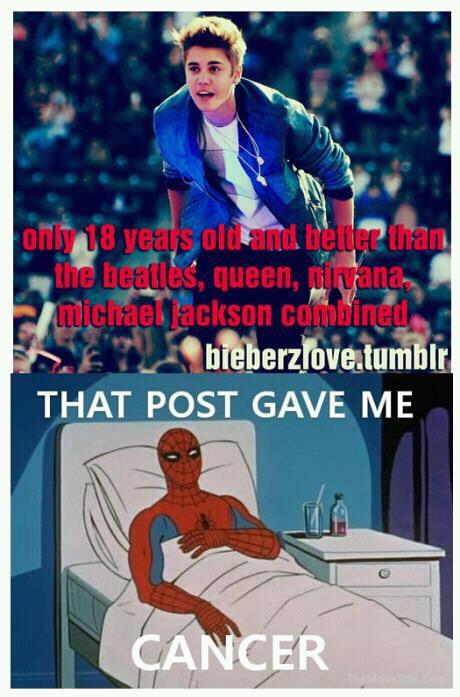 only 18 years old and better than
the beatles, queen, nirvana,
michael jackson combined
bieberzlove.tumblr
THAT POST GAVE ME
CANCER